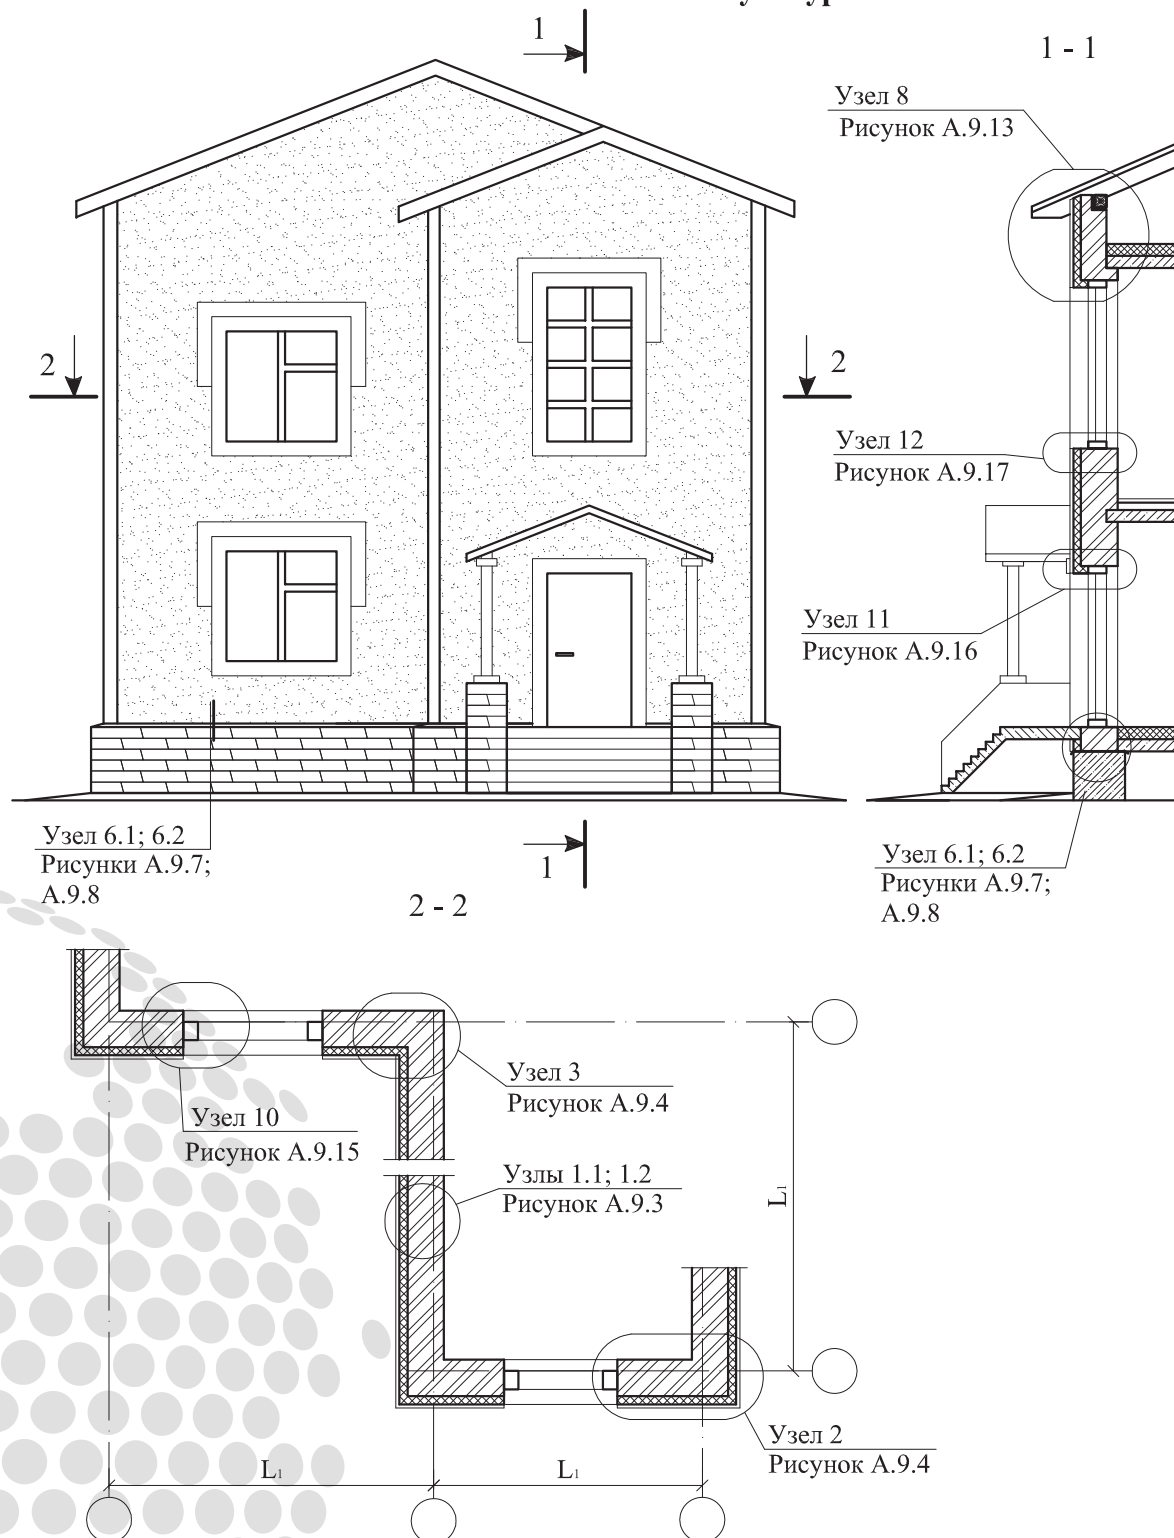 1
1 - 1
Узел 8
Рисунок А.9.13
2
2
Узел 12
Рисунок А.9.17
Узел 11
Рисунок А.9.16
Узел 6.1; 6.2
Рисунки А.9.7;
А.9.8
1
Узел 6.1; 6.2
Рисунки А.9.7;
А.9.8
2 - 2
Узел 3
Рисунок А.9.4
Узел 10
Рисунок А.9.15
Узлы 1.1; 1.2
Рисунок А.9.3
L1
Узел 2
Рисунок А.9.4
L1
L1